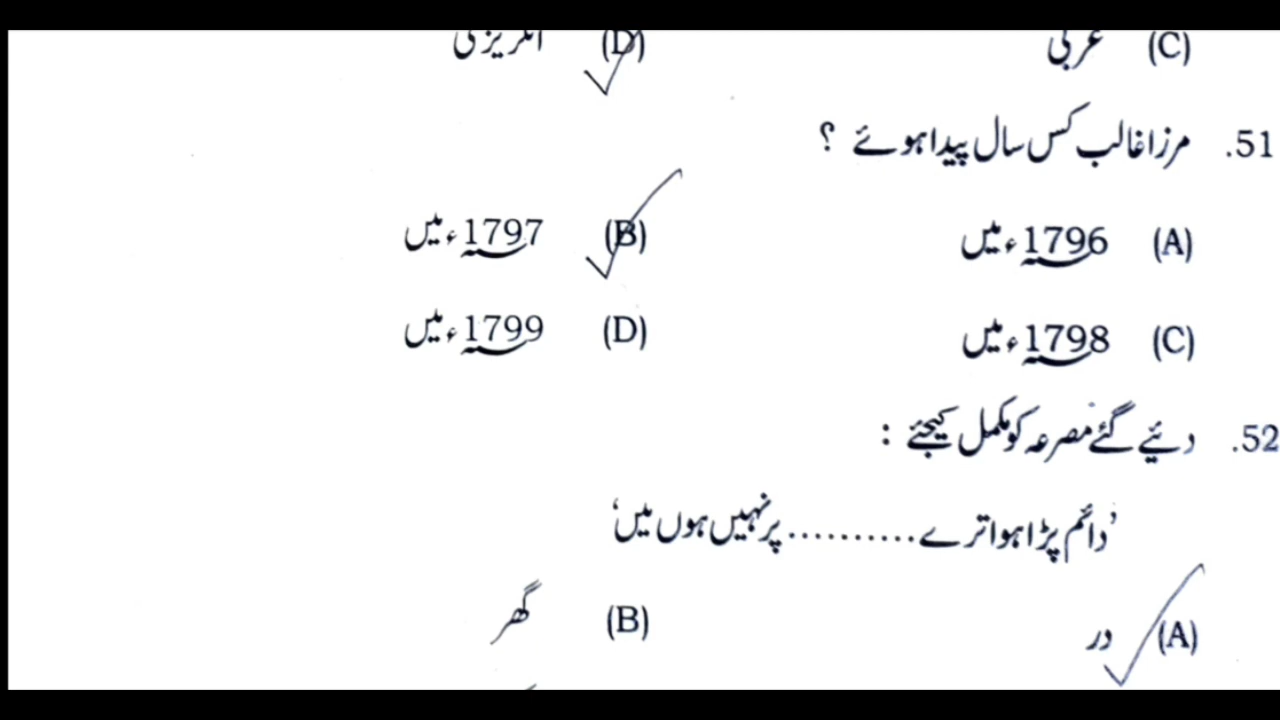 (C) عربی (D) انگریزی
51. مرزا غالب کس سال پیدا ہوئے ؟
(A) 1796ء میں (B) 1797ء میں
(C) 1798ء میں (D) 1799ء میں
52. دیئے گئے مصرعہ کو مکمل کیجئے :
’دائم پڑا ہوا ترے .......... پر نہیں ہوں میں‘
(A) در (B) گھر